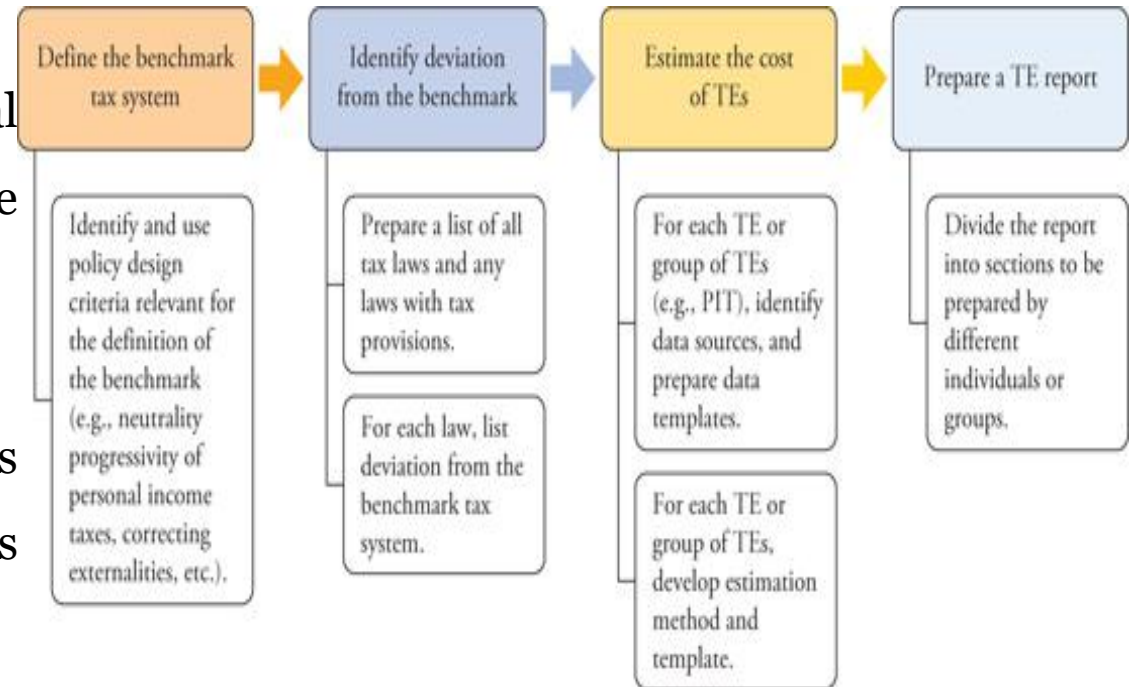 al
e
s
s
Define the benchmark
tax system
Identify and use
policy design
criteria relevant for
the definition of
the benchmark
(e.g., neutrality
progressivity of
personal income
taxes, correcting
externalities, etc.).
Identify deviation
from the benchmark
Prepare a list of all
tax laws and any
laws with tax
provisions.
For each law, list
deviation from the
benchmark tax
system.
Estimate the cost
of TEs
For each TE or
group of TEs
(e.g., PIT), identify
data sources, and
prepare data
templates.
For each TE or
group of TEs,
develop estimation
method and
template.
Prepare a TE report
Divide the report
into sections to be
prepared by
different
individuals or
groups.